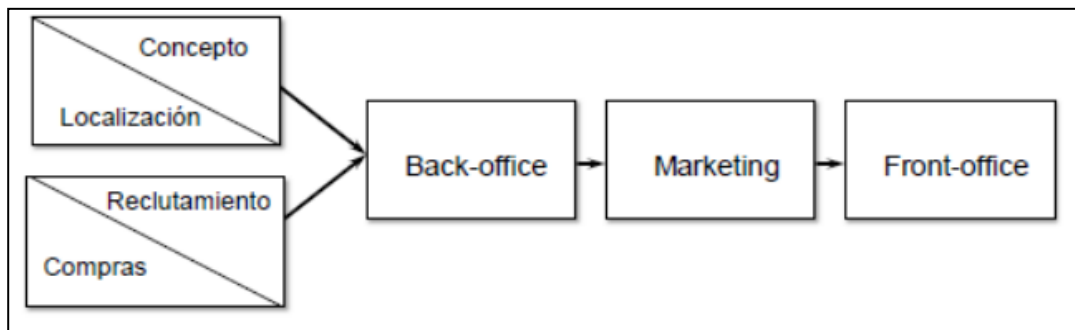 Concepto
Localización
Reclutamiento
Compras
Back-office
Marketing
Front-office